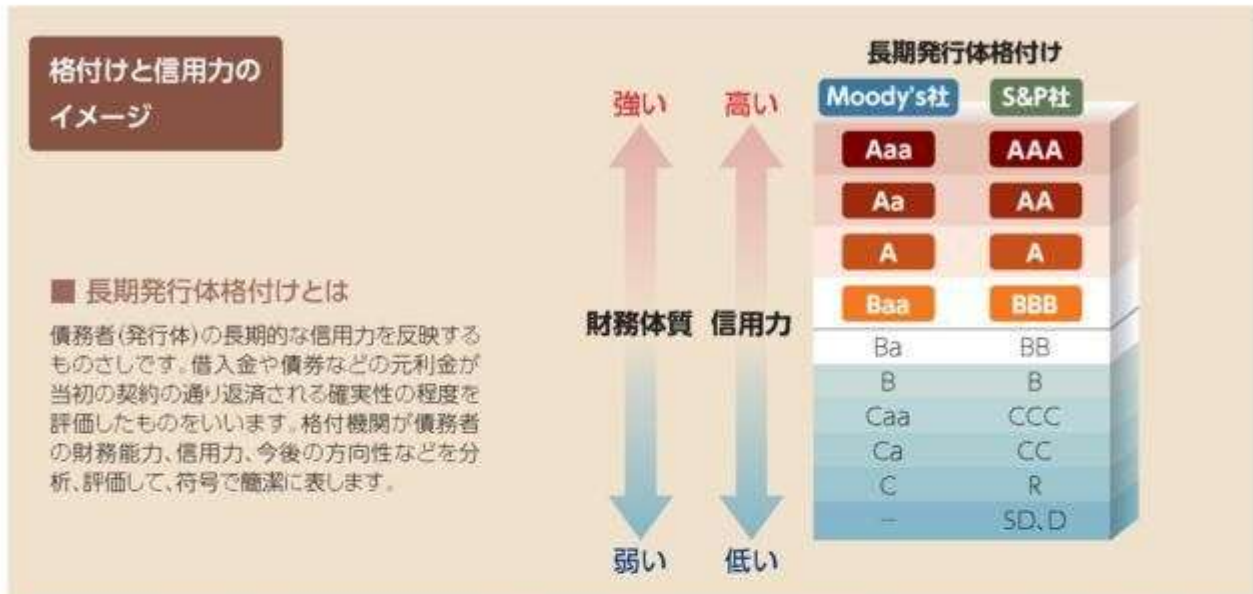 格付けと信用力の
イメージ
長期発行体格付け
Moody's社 S&P社
強い 高い
Aaa AAA
Aa AA
A A
Baa BBB
財務体質 信用力
Ba BB
B B
Caa CCC
Ca CC
C R
– SD、D
弱い 低い
■ 長期発行体格付けとは
債務者(発行体)の長期的な信用力を反映する
ものさしです。借入金や債券などの元利金が
当初の契約の通り返済される確実性の程度を
評価したものをいいます。格付機関が債務者
の財務能力、信用力、今後の方向性などを分
析、評価して、符号で簡潔に表します。